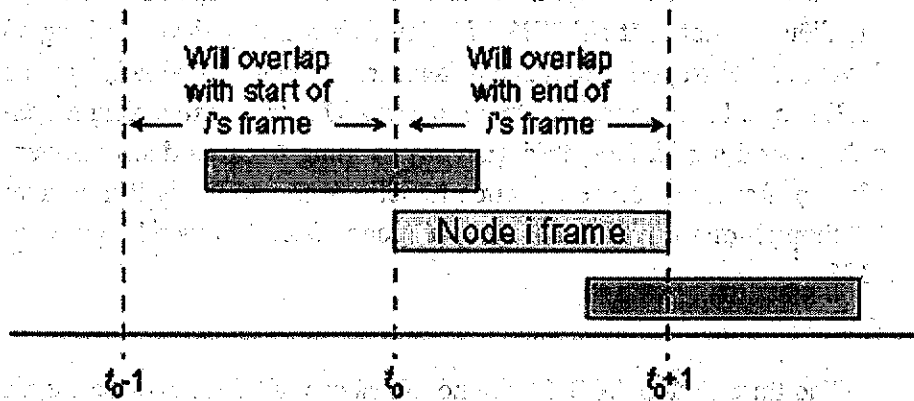 Will overlap
with start of
i's frame
Will overlap
with end of
i's frame
Node i frame
t0-1
t0
t0+1